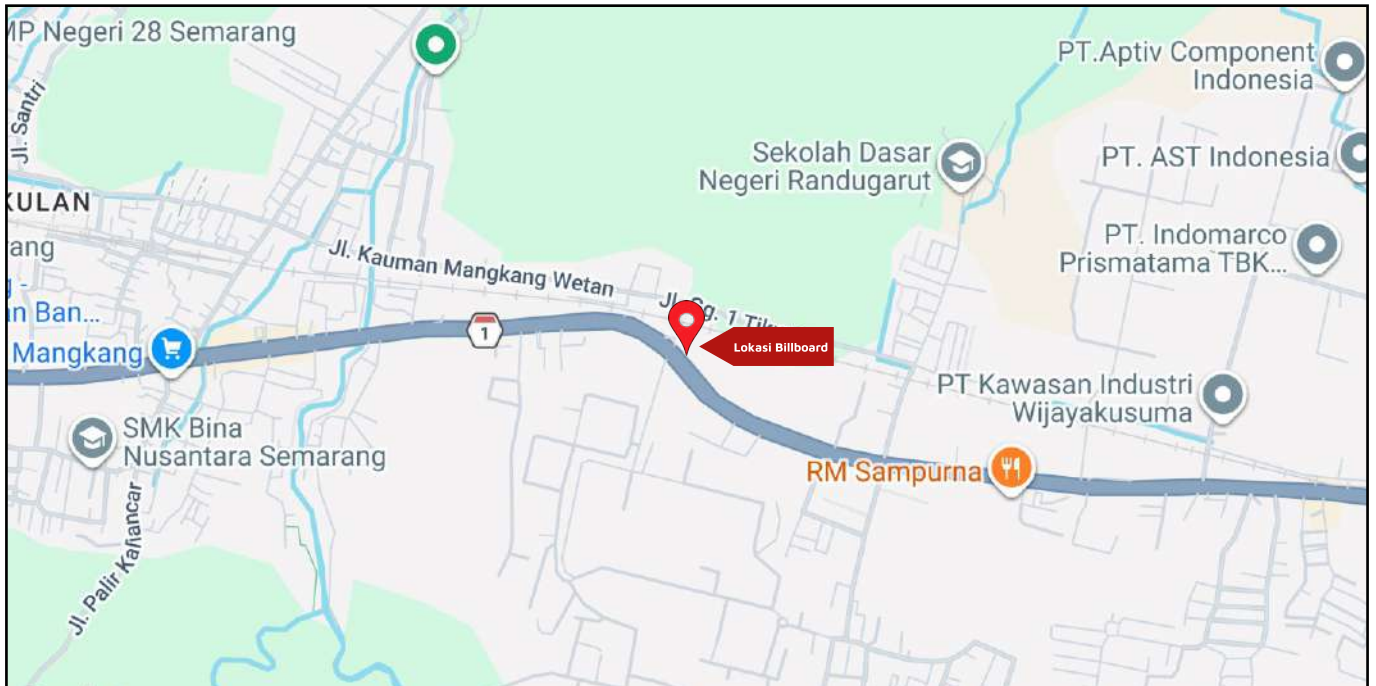 MP Negeri 28 Semarang
Jl. Santri
KULAN
ang
n Ban...
Mangkang
SMK Bina
Nusantara Semarang
Jl. Palir Kaliancar
Jl. Kauman Mangkang Wetan
1
Jl. Sg. 1
Lokasi Billboard
Sekolah Dasar
Negeri Randugarut
PT.Aptiv Component
Indonesia
PT. AST Indonesia
PT. Indomarco
Prismatama TBK...
PT Kawasan Industri
Wijayakusuma
RM Sampurna